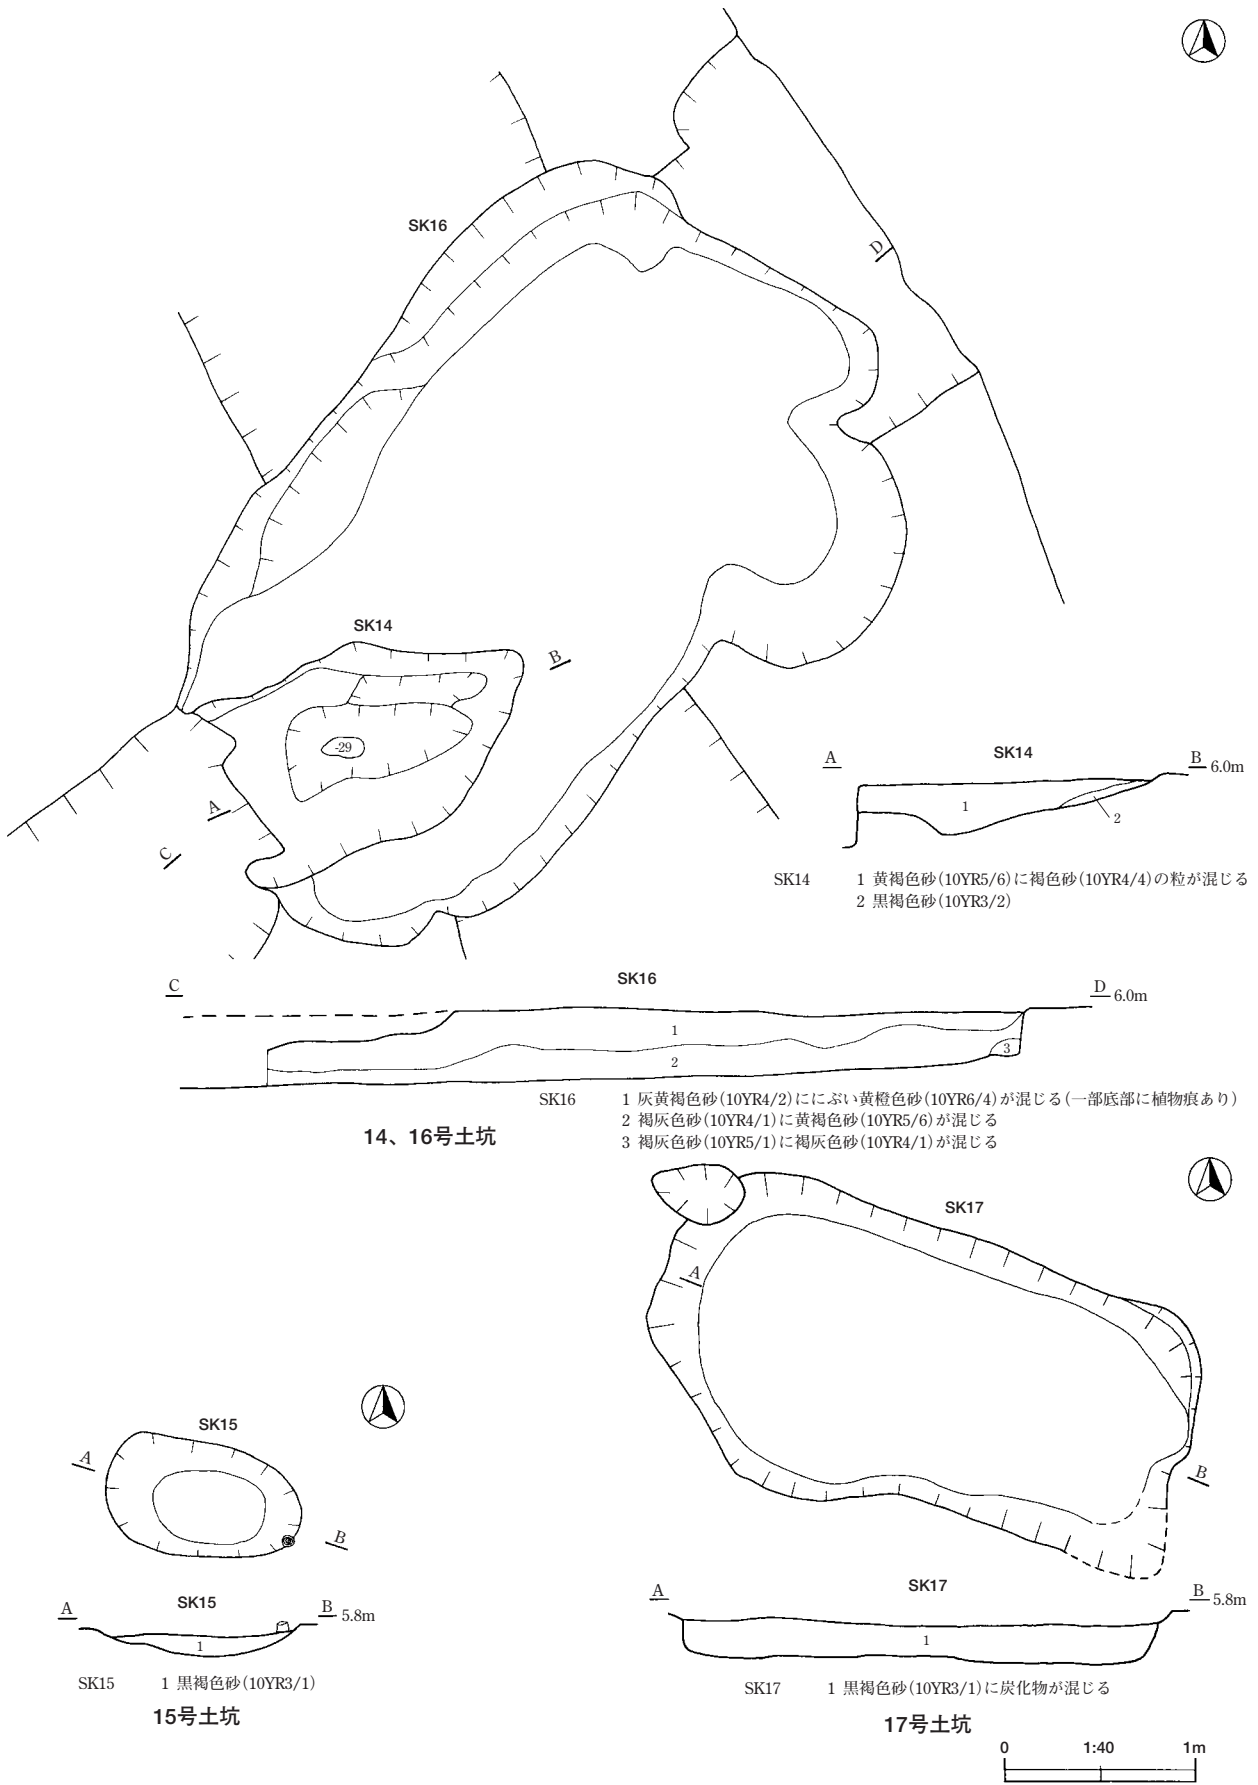 SK16
D
SK14
B
-29
A
C
A SK14 B 6.0m
1
2
SK14 1 黄褐色砂(10YR5/6)に褐色砂(10YR4/4)の粒が混じる
2 黒褐色砂(10YR3/2)
C SK16 D 6.0m
1
2
3
SK16 1 灰黄褐色砂(10YR4/2)ににぶい黄橙色砂(10YR6/4)が混じる(一部底部に植物痕あり)
2 褐灰色砂(10YR4/1)に黄褐色砂(10YR5/6)が混じる
3 褐灰色砂(10YR5/1)に褐灰色砂(10YR4/1)が混じる
14、16号土坑
SK17
A
B
SK15
A
B
A SK15 B 5.8m
1
SK15 1 黒褐色砂(10YR3/1)
15号土坑
A SK17 B 5.8m
1
SK17 1 黒褐色砂(10YR3/1)に炭化物が混じる
17号土坑
0 1:40 1m